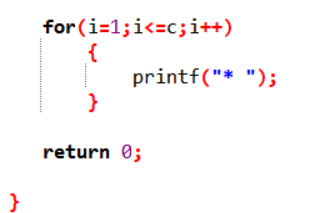 for(i=1;i<=c;i++)
{
printf("* ");
}
return 0;
}